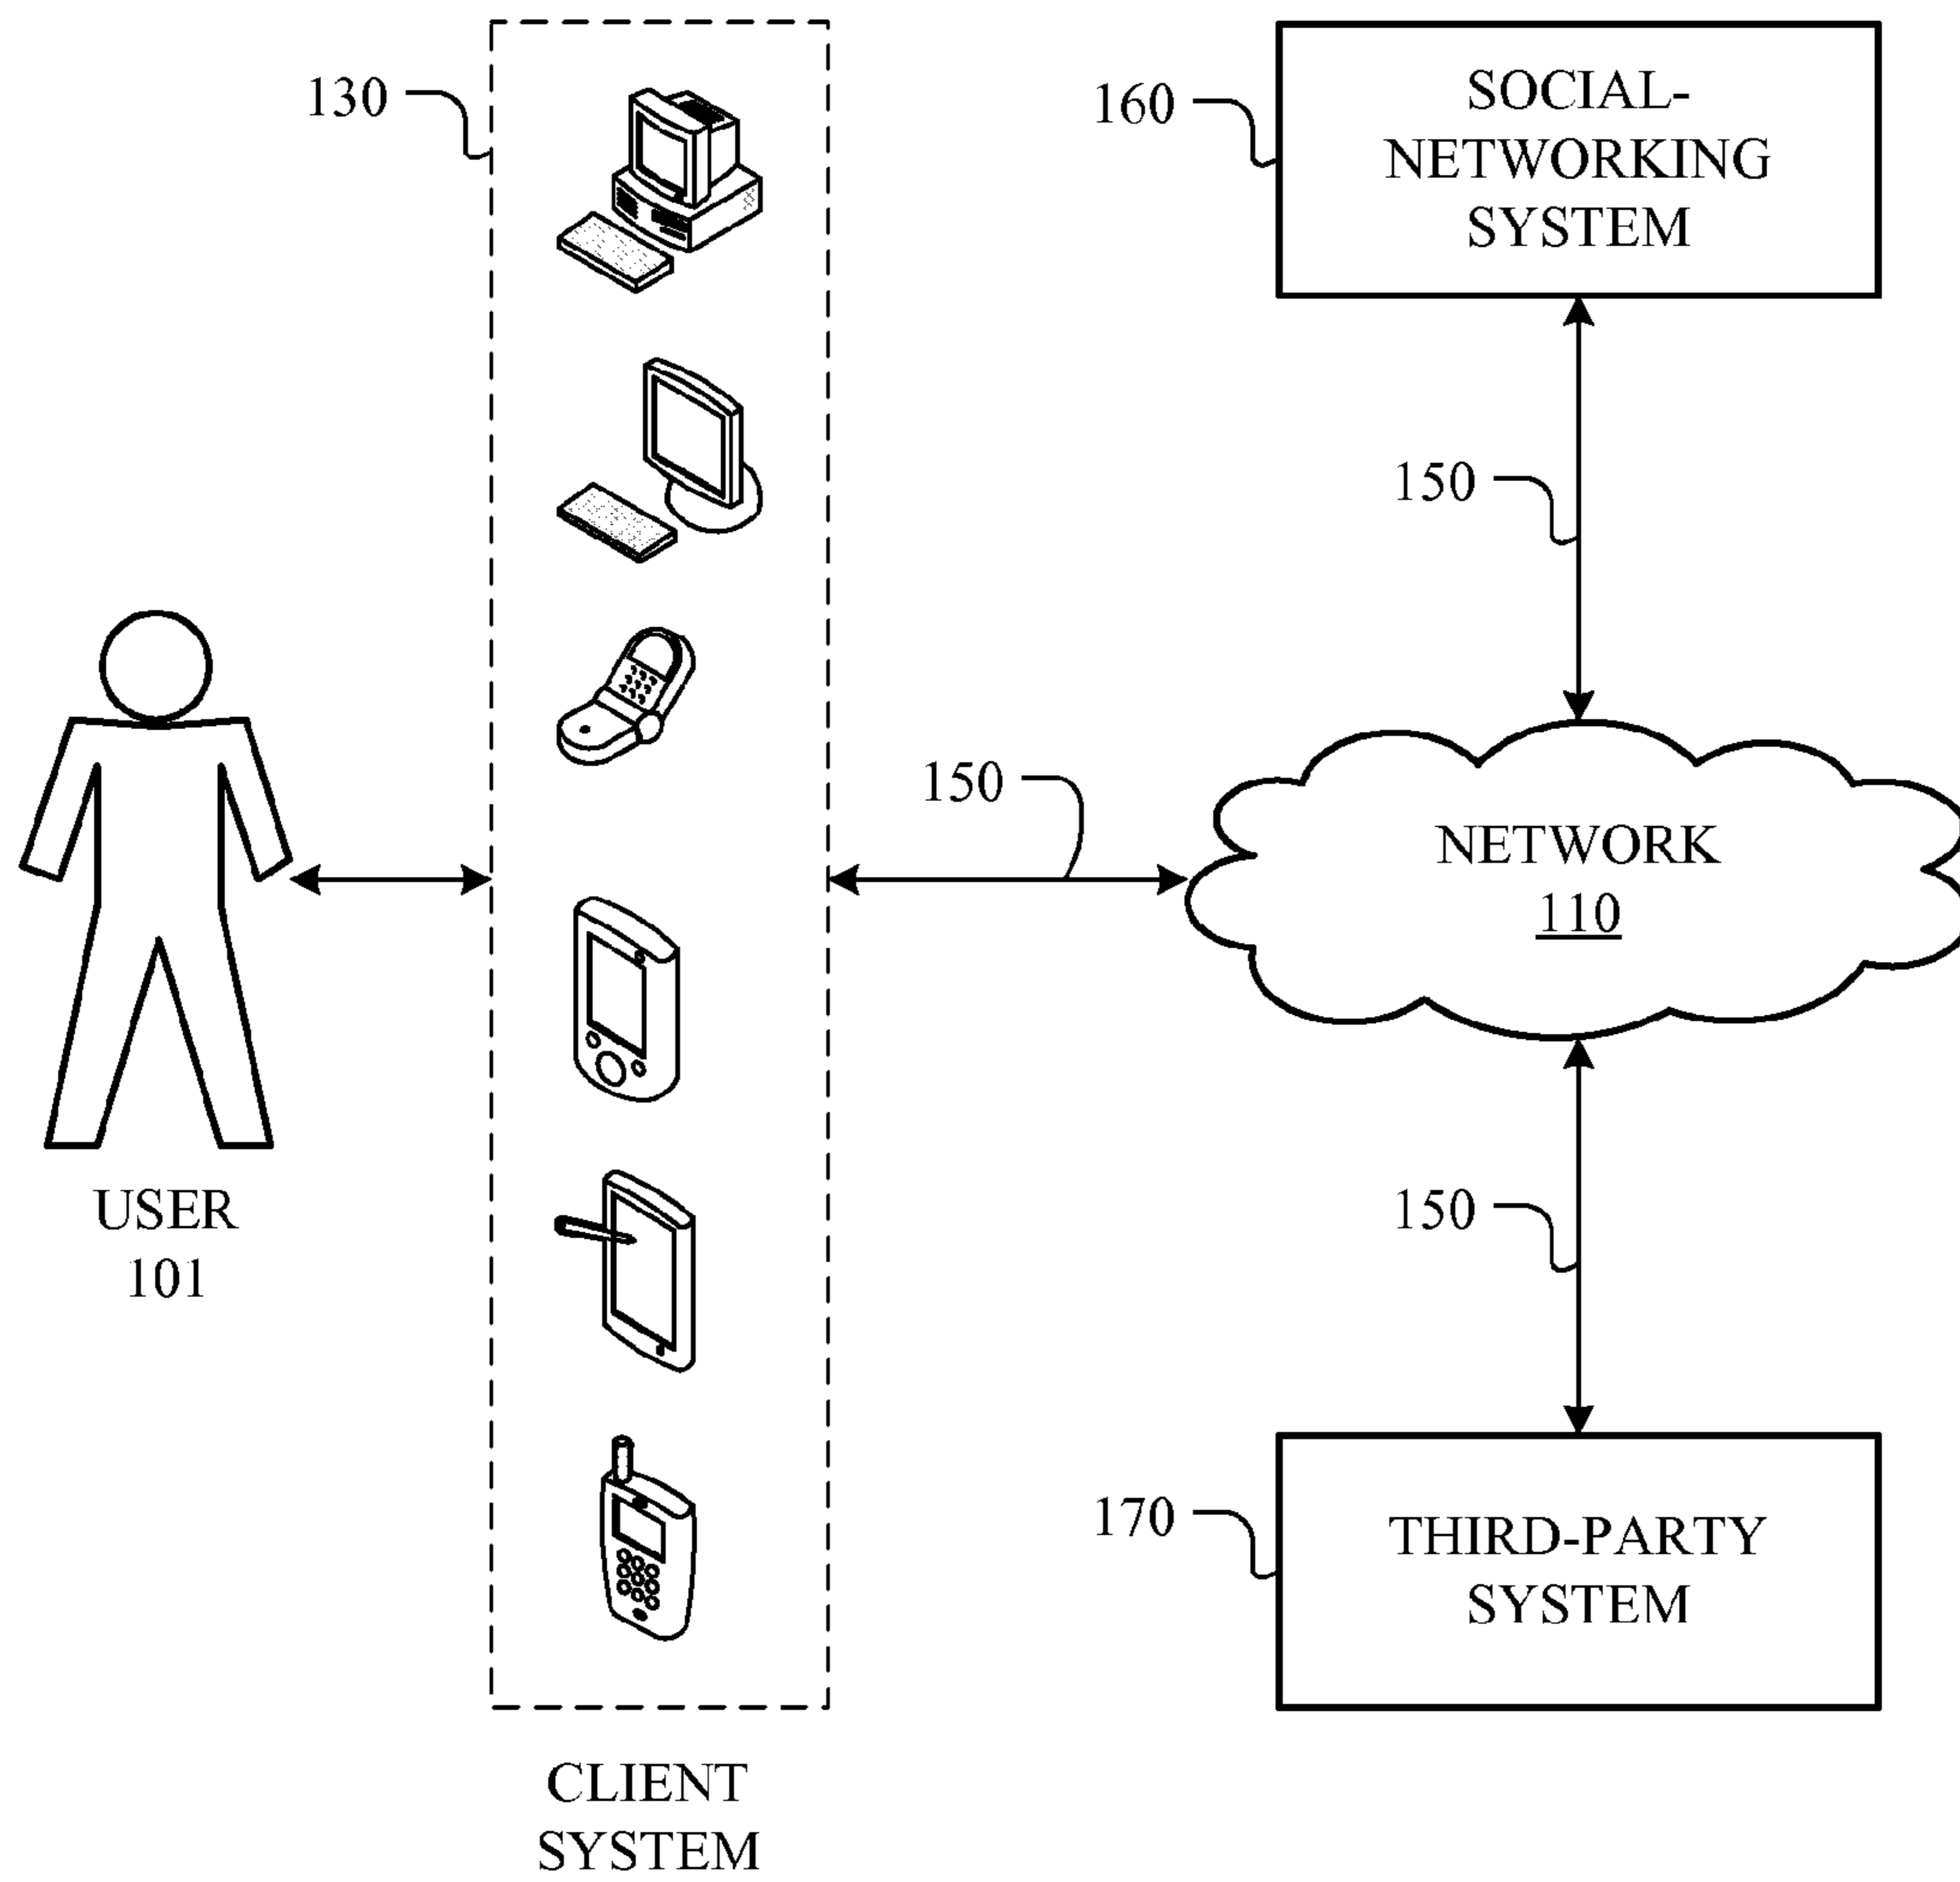 130
160
SOCIAL-
NETWORKING
SYSTEM
150
150
NETWORK
110
USER
101
150
170
THIRD-PARTY
SYSTEM
CLIENT
SYSTEM